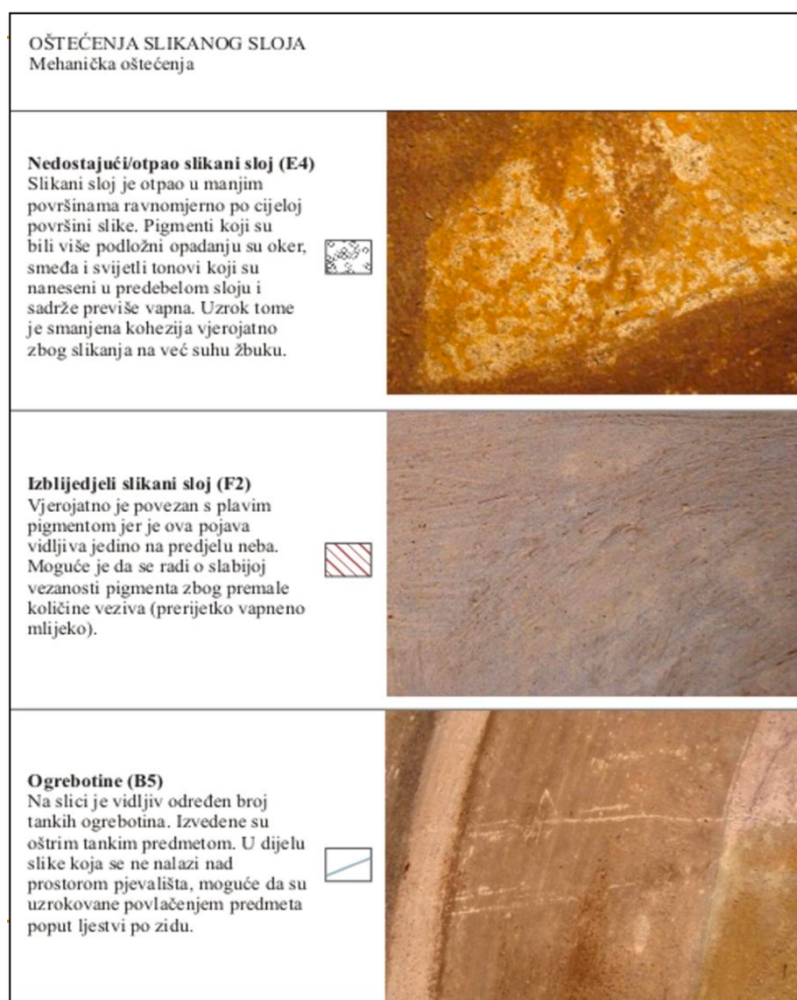 OŠTEĆENJA SLIKANOG SLOJA
Mehanička oštećenja
Nedostajući/otpao slikani sloj (E4)
Slikani sloj je otpao u manjim
površinama ravnomjerno po cijeloj
površini slike. Pigmenti koji su
bili više podložni opadanju su oker,
smeđa i svijetli tonovi koji su
naneseni u predebelom sloju i
sadrže previše vapna. Uzrok tome
je smanjena kohezija vjerojatno
zbog slikanja na već suhu žbuku.
Izblijedjeli slikani sloj (F2)
Vjerojatno je povezan s plavim
pigmentom jer je ova pojava
vidljiva jedino na predjelu neba.
Moguće je da se radi o slabijoj
vezanosti pigmenta zbog premale
količine veziva (prerijetko vapneno
mlijeko).
Ogrebotine (B5)
Na slici je vidljiv određen broj
tankih ogrebotina. Izvedene su
oštrim tankim predmetom. U dijelu
slike koja se ne nalazi nad
prostorom pjevališta, moguće da su
uzrokovane povlačenjem predmeta
poput ljestvi po zidu.